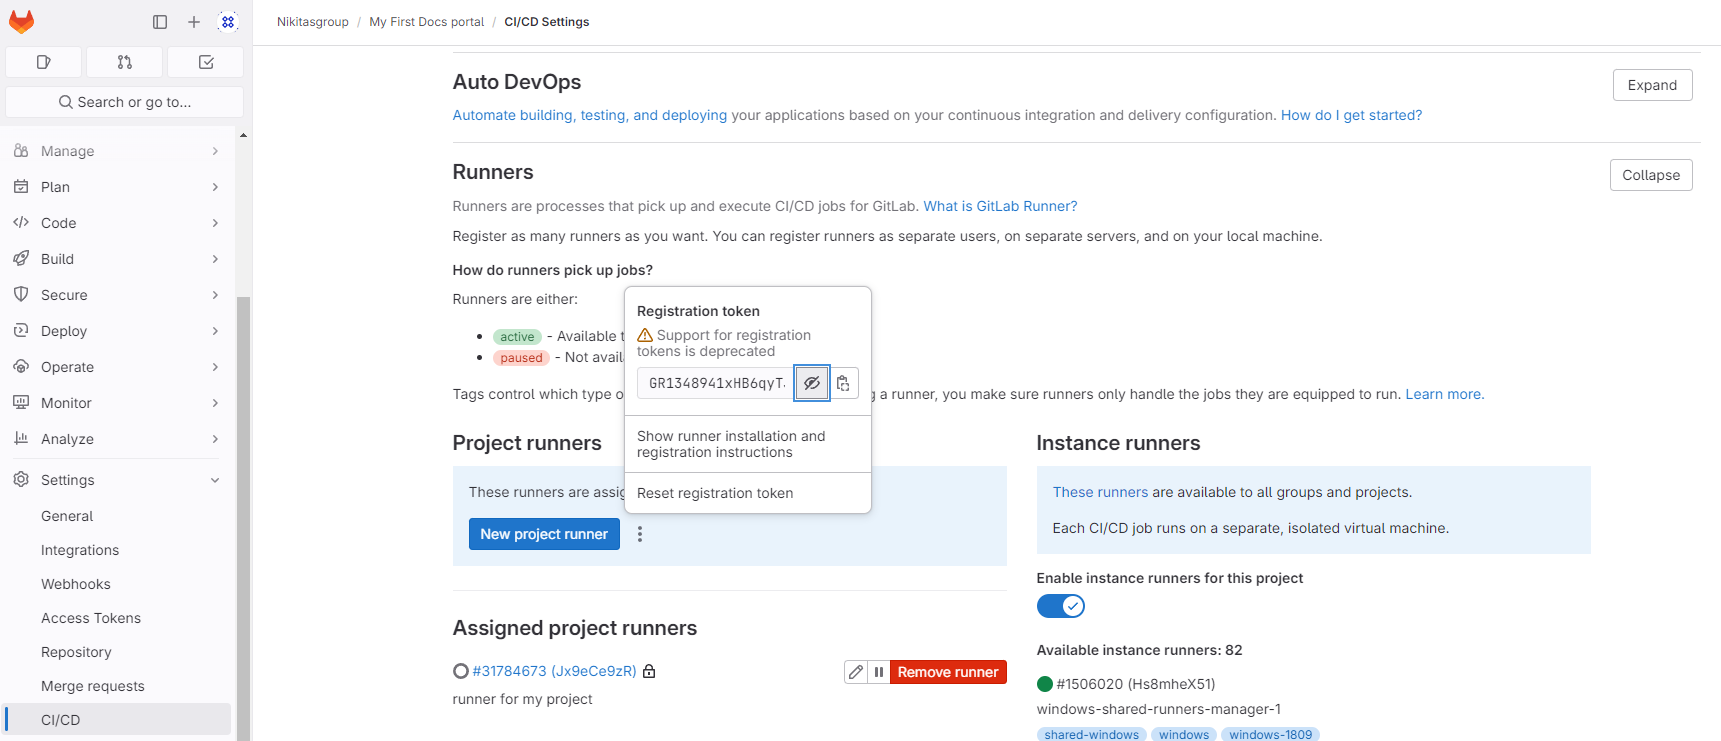 Nikitasgroup / My First Docs portal / CI/CD Settings
Search or go to...
Manage
Plan
Code
Build
Secure
Deploy
Operate
Monitor
Analyze
Settings
General
Integrations
Webhooks
Access Tokens
Repository
Merge requests
CI/CD
Auto DevOps
Expand
Automate building, testing, and deploying your applications based on your continuous integration and delivery configuration. How do I get started?
Runners
Collapse
Runners are processes that pick up and execute CI/CD jobs for GitLab. What is GitLab Runner?
Register as many runners as you want. You can register runners as separate users, on separate servers, and on your local machine.
How do runners pick up jobs?
Runners are either:
active - Available
paused - Not avail
Registration token
Support for registration
tokens is deprecated
GR1348941xHB6qyT
Show runner installation and
registration instructions
Reset registration token
Tags control which type a runner, you make sure runners only handle the jobs they are equipped to run. Learn more.
Project runners
These runners are assig
New project runner
Assigned project runners
#31784673 (Jx9eCe9zR)
Remove runner
runner for my project
Instance runners
These runners are available to all groups and projects.
Each CI/CD job runs on a separate, isolated virtual machine.
Enable instance runners for this project
Available instance runners: 82
#1506020 (Hs8mheX51)
windows-shared-runners-manager-1
shared-windows windows windows-1809